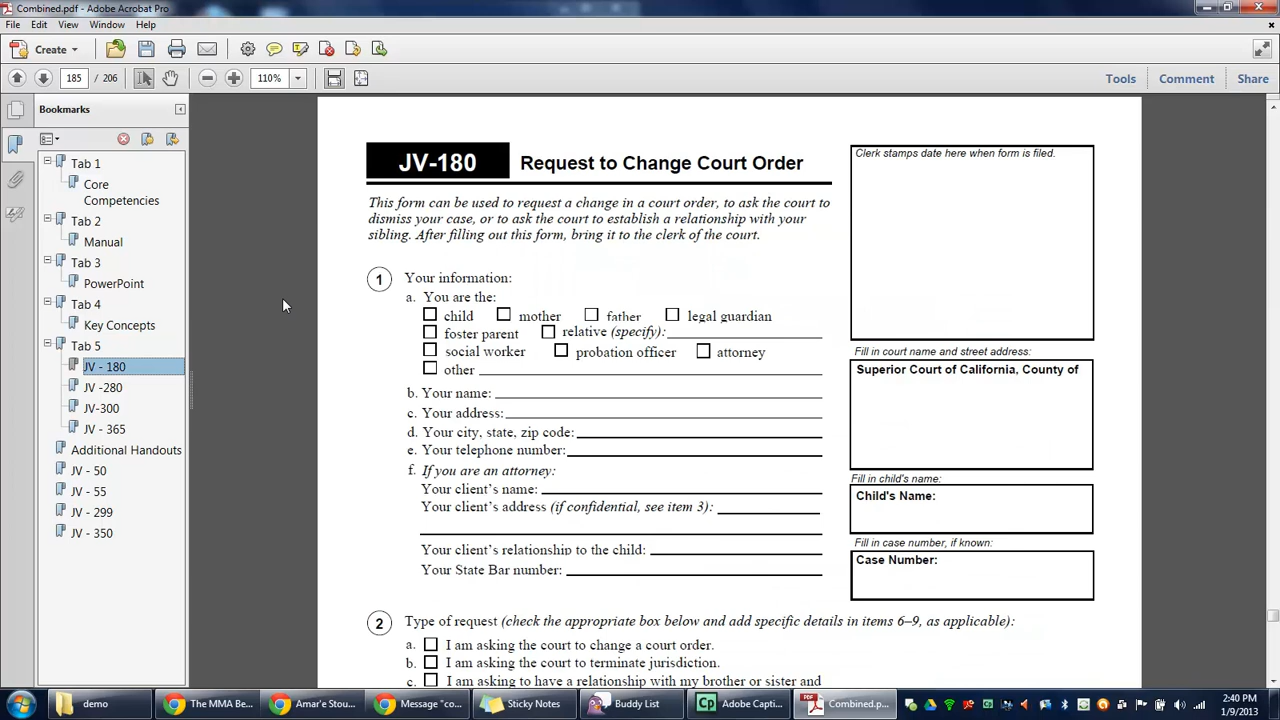 Combined.pdf - Adobe Acrobat Pro
File Edit View Window Help
Create
185 / 206 110% Tools Comment Share
Bookmarks
Tab 1
Core
Competencies
Tab 2
Manual
Tab 3
PowerPoint
Tab 4
Key Concepts
Tab 5
JV - 180
JV -280
JV-300
JV - 365
Additional Handouts
JV - 50
JV - 55
JV - 299
JV - 350
JV-180 Request to Change Court Order
This form can be used to request a change in a court order, to ask the court to
dismiss your case, or to ask the court to establish a relationship with your
sibling. After filling out this form, bring it to the clerk of the court.
1 Your information:
a. You are the:
child mother father legal guardian
foster parent relative (specify):
social worker probation officer attorney
other
b. Your name:
c. Your address:
d. Your city, state, zip code:
e. Your telephone number:
f. If you are an attorney:
Your client's name:
Your client's address (if confidential, see item 3):
Your client's relationship to the child:
Your State Bar number:
2 Type of request (check the appropriate box below and add specific details in items 6–9, as applicable):
a. I am asking the court to change a court order.
b. I am asking the court to terminate jurisdiction.
c. I am asking to have a relationship with my brother or sister and
Clerk stamps date here when form is filed.
Fill in court name and street address:
Superior Court of California, County of
Fill in child's name:
Child's Name:
Fill in case number, if known:
Case Number:
demo The MMA Be... Amar'e Stou... Message "co... Sticky Notes Buddy List Adobe Capti... Combined.p...
2:40 PM
1/9/2013